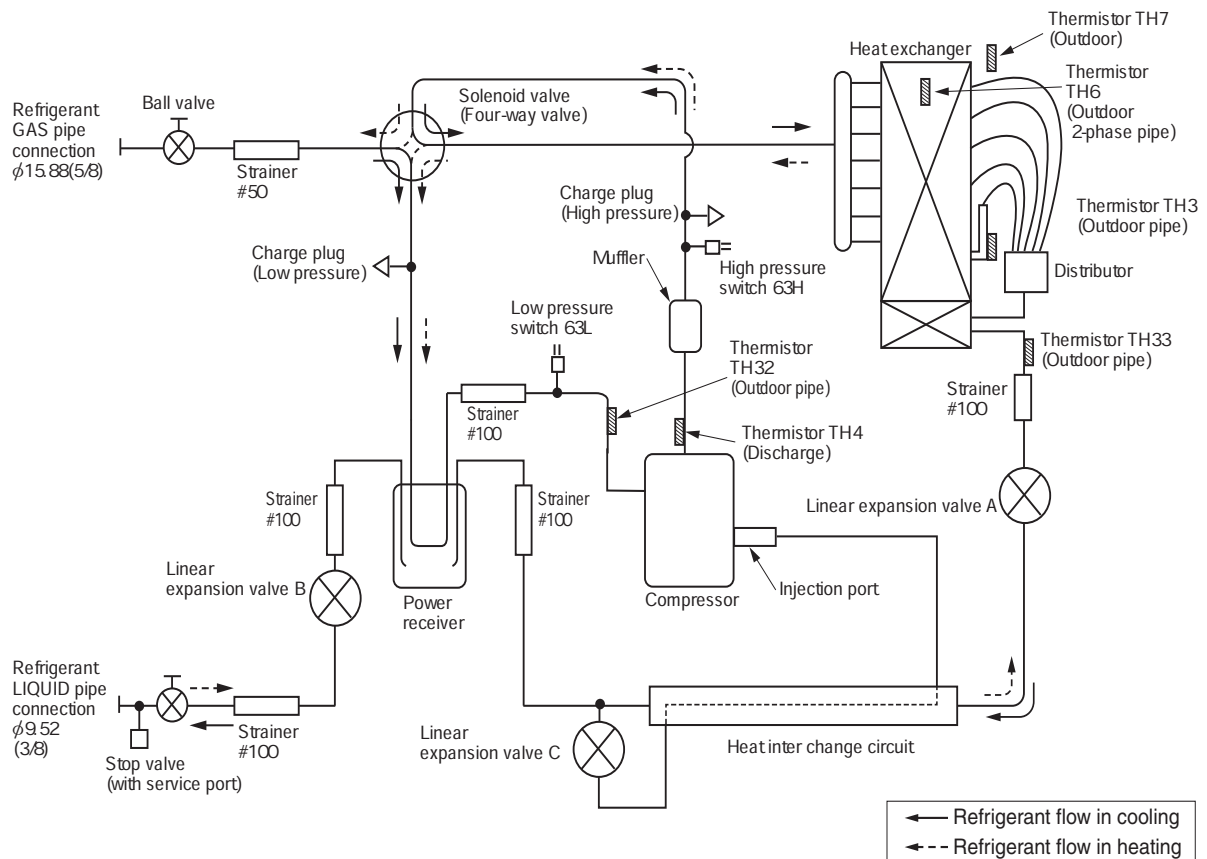 Thermistor TH7
(Outdoor)
Heat exchanger
Thermistor
TH6
(Outdoor
2-phase pipe)
Ball valve
Solenoid valve
(Four-way valve)
Refrigerant
GAS pipe
connection
ϕ15.88(5/8)
Strainer
#50
Charge plug
(High pressure)
Thermistor TH3
(Outdoor pipe)
Charge plug
(Low pressure)
Muffler
High pressure
switch 63H
Distributor
Low pressure
switch 63L
Thermistor
TH32
(Outdoor pipe)
Thermistor TH33
(Outdoor pipe)
Strainer
#100
Strainer
#100
Thermistor TH4
(Discharge)
Strainer
#100
Strainer
#100
Linear expansion valve A
Linear
expansion valve B
Power
receiver
Compressor
Injection port
Refrigerant
LIQUID pipe
connection
ϕ9.52
(3/8)
Strainer
#100
Stop valve
(with service port)
Linear
expansion valve C
Heat inter change circuit
Refrigerant flow in cooling
Refrigerant flow in heating